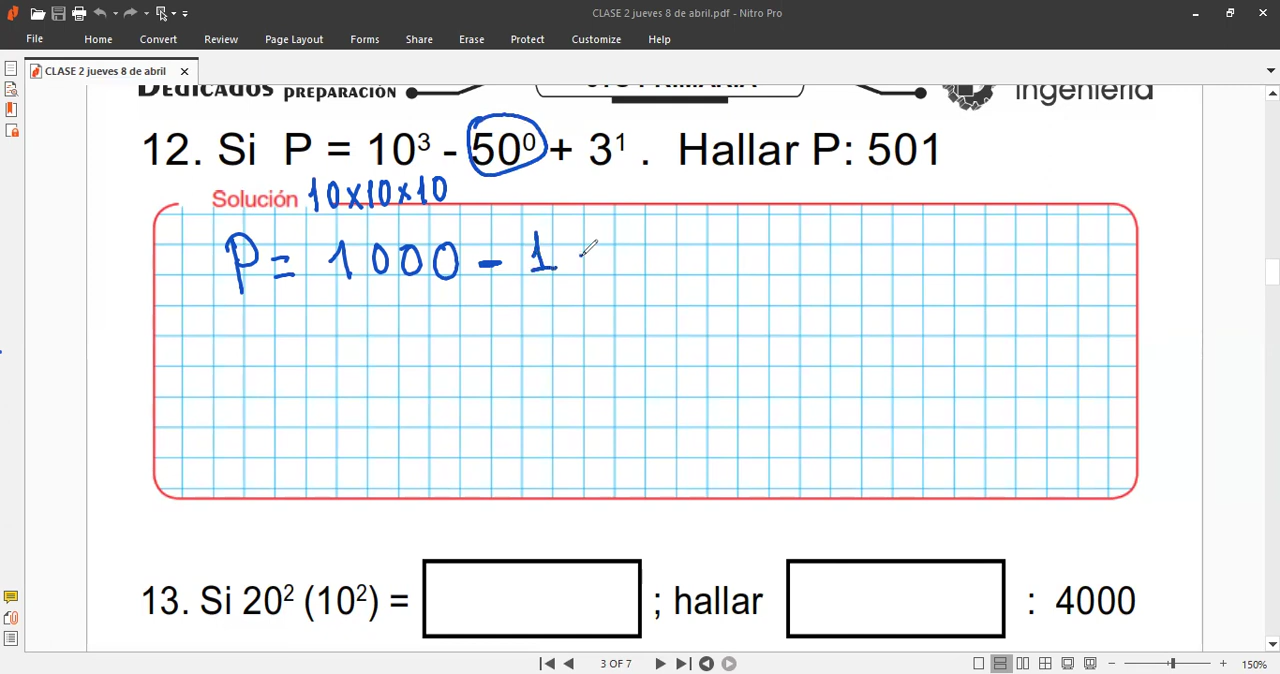 CLASE 2 jueves 8 de abril.pdf - Nitro Pro
File Home Convert Review Page Layout Forms Share Erase Protect Customize Help
CLASE 2 jueves 8 de abril
DEDICADOS PREPARACIÓN
ingeniería
12. Si P = 10³ - 50⁰ + 3¹ . Hallar P: 501
Solución 10x10x10
P = 1000 - 1
13. Si 20² (10²) = ; hallar : 4000
3 OF 7
150%